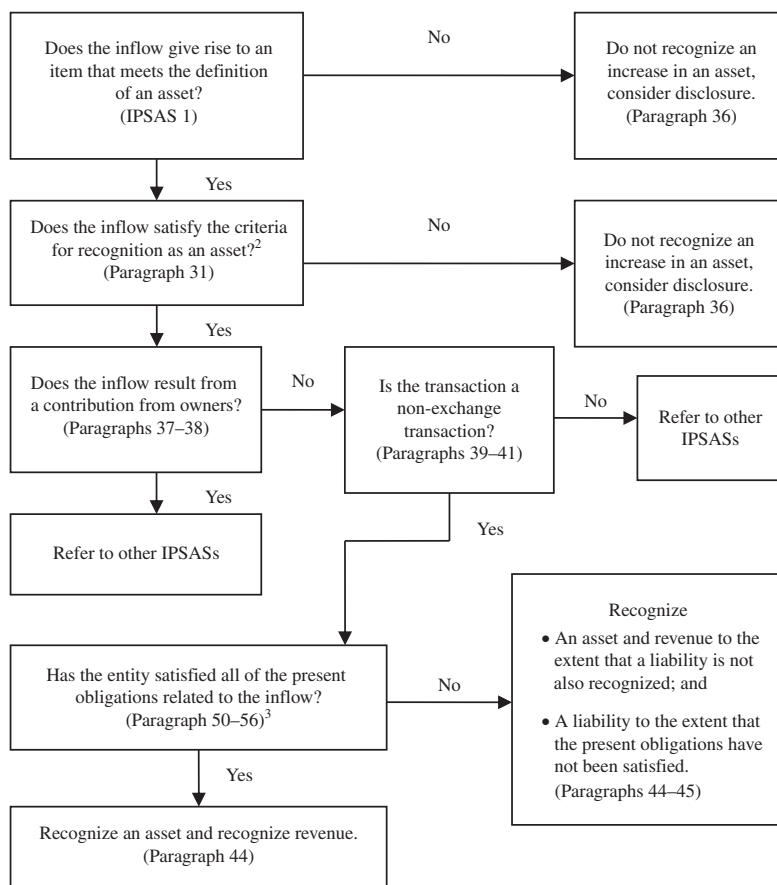 Does the inflow give rise to an
item that meets the definition
of an asset?
(IPSAS 1)
No
Do not recognize an
increase in an asset,
consider disclosure.
(Paragraph 36)
Yes
Does the inflow satisfy the criteria
for recognition as an asset?²
(Paragraph 31)
No
Do not recognize an
increase in an asset,
consider disclosure.
(Paragraph 36)
Yes
Does the inflow result from
a contribution from owners?
(Paragraphs 37–38)
No
Is the transaction a
non-exchange
transaction?
(Paragraphs 39–41)
No
Refer to other
IPSASs
Yes
Refer to other IPSASs
Yes
Has the entity satisfied all of the present
obligations related to the inflow?
(Paragraph 50–56)³
No
Recognize
• An asset and revenue to the
extent that a liability is not
also recognized; and
• A liability to the extent that
the present obligations have
not been satisfied.
(Paragraphs 44–45)
Yes
Recognize an asset and recognize revenue.
(Paragraph 44)